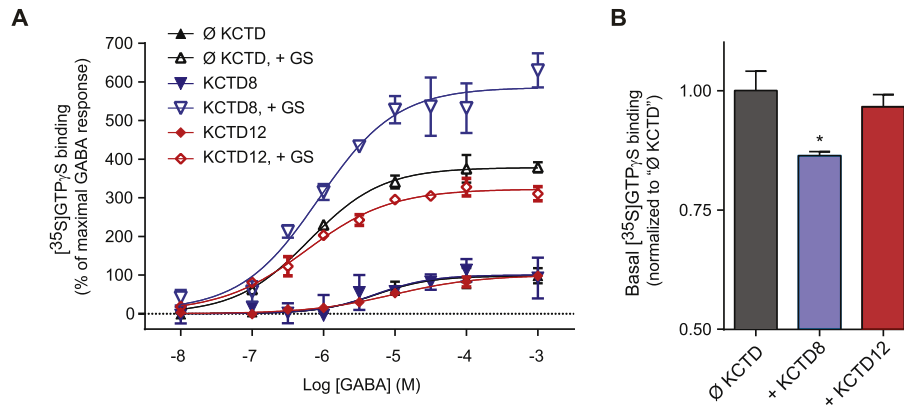 A
[35S]GTPγS binding
(% of maximal GABA response)
700
600
500
400
300
200
100
0
-8
-7
-6
-5
-4
-3
Log [GABA] (M)
Ø KCTD
Ø KCTD, + GS
KCTD8
KCTD8, + GS
KCTD12
KCTD12, + GS
B
Basal [35S]GTPγS binding
(normalized to “Ø KCTD”)
1.00
0.75
0.50
*
Ø KCTD
+ KCTD8
+ KCTD12